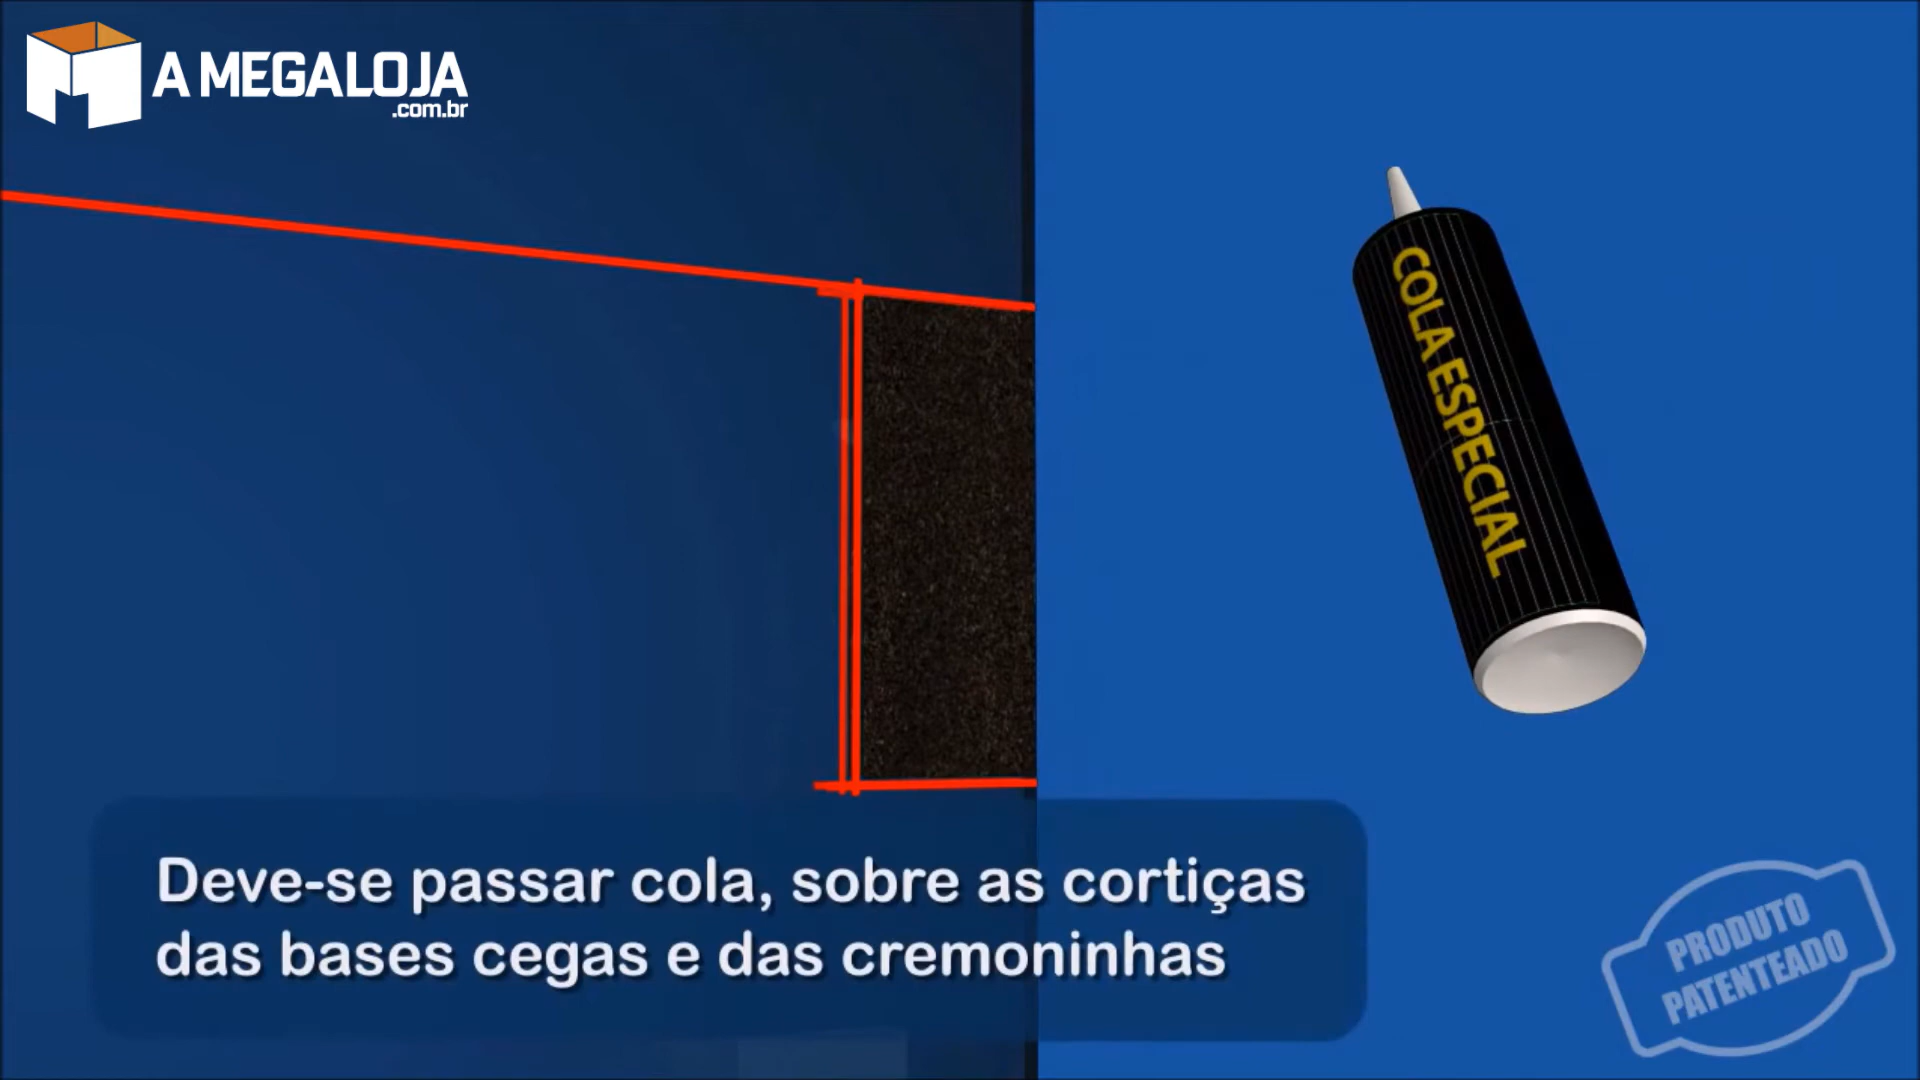 A MEGALOJA
.com.br
COLA ESPECIAL
Deve-se passar cola, sobre as cortiças
das bases cegas e das cremoninhas
PRODUTO
PATENTEADO